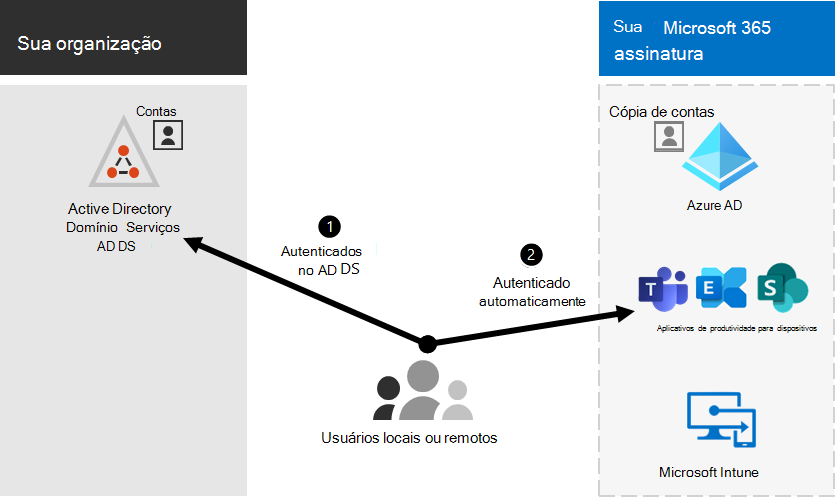 Sua organização
Sua Microsoft 365
assinatura
Contas
Active Directory
Domínio Serviços
AD DS
1
Autenticados
no AD DS
2
Autenticado
automaticamente
Usuários locais ou remotos
Cópia de contas
Azure AD
T
E
S
Aplicativos de produtividade para dispositivos
Microsoft Intune